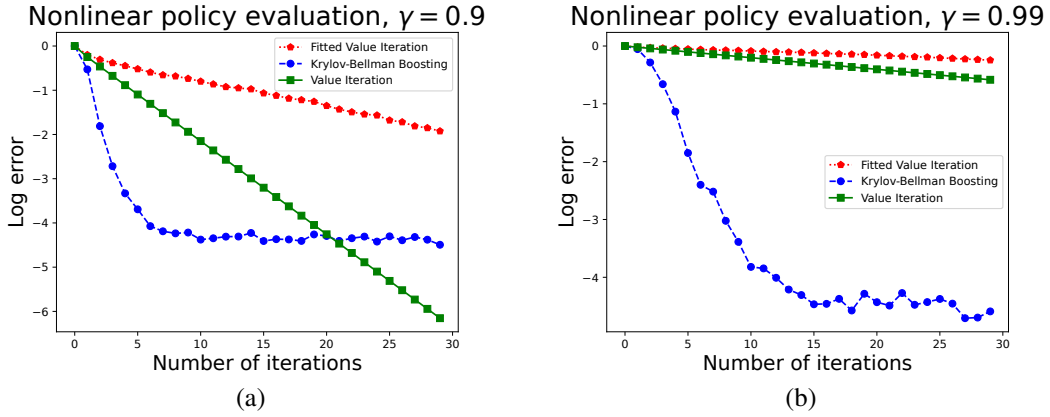 Nonlinear policy evaluation, γ = 0.9
Log error
0
−1
−2
−3
−4
−5
−6
Fitted Value Iteration
Krylov-Bellman Boosting
Value Iteration
0 5 10 15 20 25 30
Number of iterations
(a)
Nonlinear policy evaluation, γ = 0.99
Log error
0
−1
−2
−3
−4
Fitted Value Iteration
Krylov-Bellman Boosting
Value Iteration
0 5 10 15 20 25 30
Number of iterations
(b)